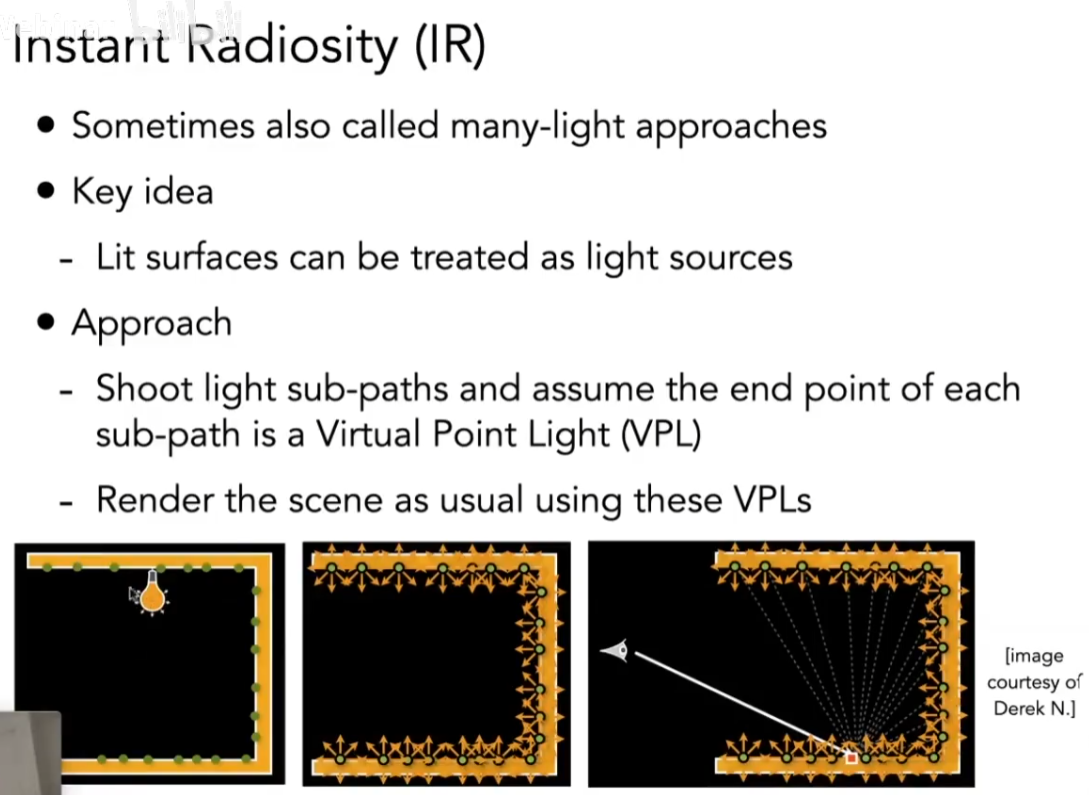 Instant Radiosity (IR)
● Sometimes also called many-light approaches
● Key idea
- Lit surfaces can be treated as light sources
● Approach
- Shoot light sub-paths and assume the end point of each
sub-path is a Virtual Point Light (VPL)
- Render the scene as usual using these VPLs
[image
courtesy of
Derek N.]